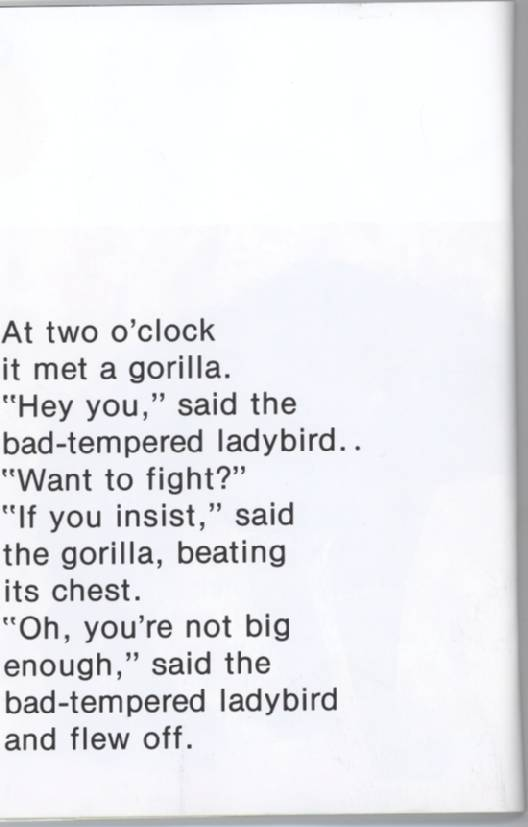 At two o'clock
it met a gorilla.
“Hey you,” said the
bad-tempered ladybird..
“Want to fight?”
“If you insist,” said
the gorilla, beating
its chest.
“Oh, you're not big
enough,” said the
bad-tempered ladybird
and flew off.